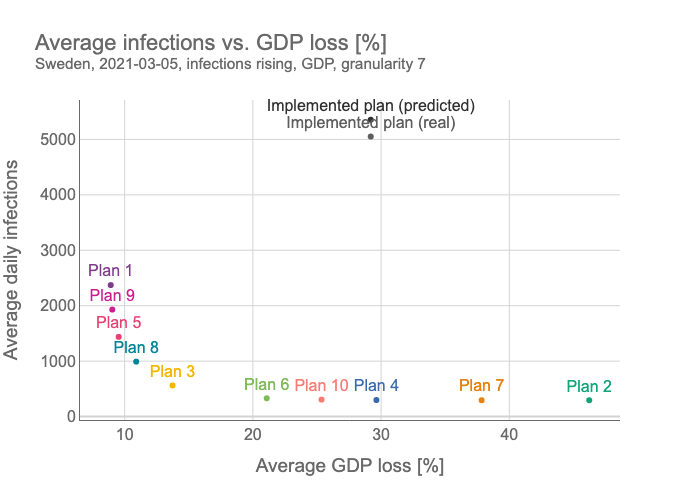 Average infections vs. GDP loss [%]
Sweden, 2021-03-05, infections rising, GDP, granularity 7
Implemented plan (predicted)
Implemented plan (real)
5000
4000
3000
2000
1000
0
Average daily infections
Plan 1
Plan 9
Plan 5
Plan 8
Plan 3
Plan 6
Plan 10
Plan 4
Plan 7
Plan 2
10
20
30
40
Average GDP loss [%]